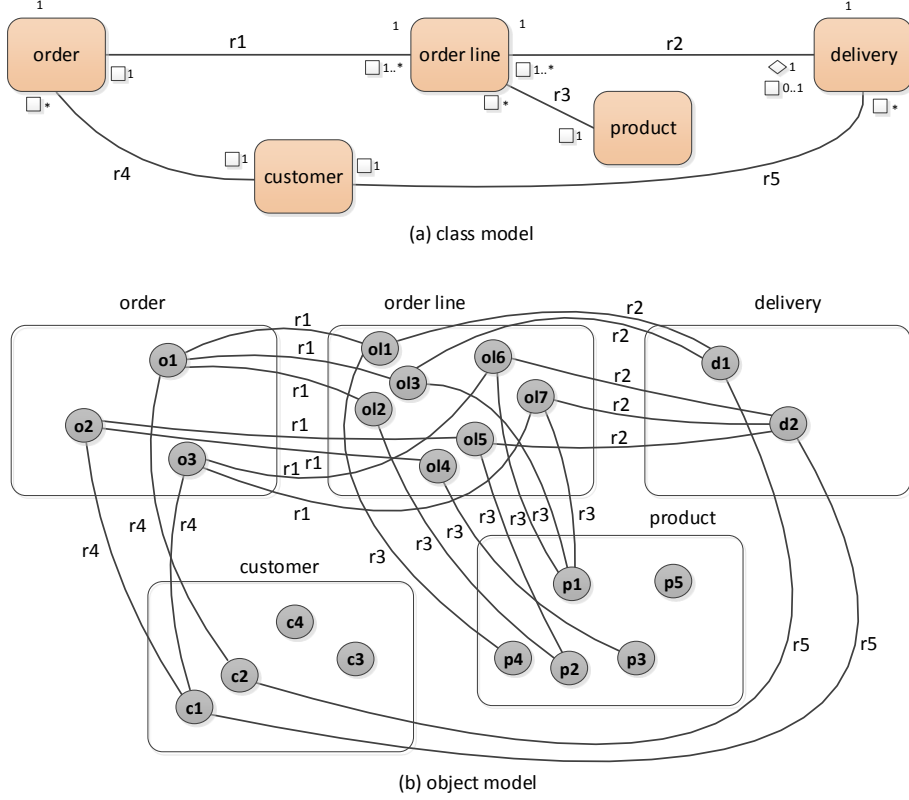 1 1 1 1
order r1 order line r2 delivery
1 1..* 1..* 1
0..1
* * r3 *
product
1
1 1
r4 customer r5
(a) class model
order order line delivery
r1 r2
ol1
o1 r1 r2 d1
ol6
r1 ol3 r2
ol2 ol7 r2
o2 r1 ol5 r2 d2
o3 r1 r1 ol4
r1 r3 r3 r3 r3
r4 r4 r4 r3 r3 product
customer p1 p5
c4
c3 p4 p2 p3 r5 r5
c2
c1
(b) object model